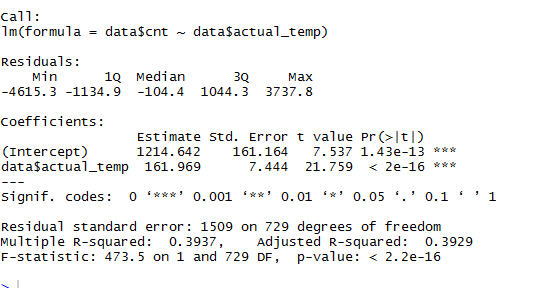 Call:
lm(formula = data$cnt ~ data$actual_temp)
Residuals:
Min 1Q Median 3Q Max
-4615.3 -1134.9 -104.4 1044.3 3737.8
Coefficients:
Estimate Std. Error t value Pr(>|t|)
(Intercept) 1214.642 161.164 7.537 1.43e-13 ***
data$actual_temp 161.969 7.444 21.759 < 2e-16 ***
---
Signif. codes: 0 ‘***’ 0.001 ‘**’ 0.01 ‘*’ 0.05 ‘.’ 0.1 ‘ ’ 1
Residual standard error: 1509 on 729 degrees of freedom
Multiple R-squared: 0.3937, Adjusted R-squared: 0.3929
F-statistic: 473.5 on 1 and 729 DF, p-value: < 2.2e-16
>